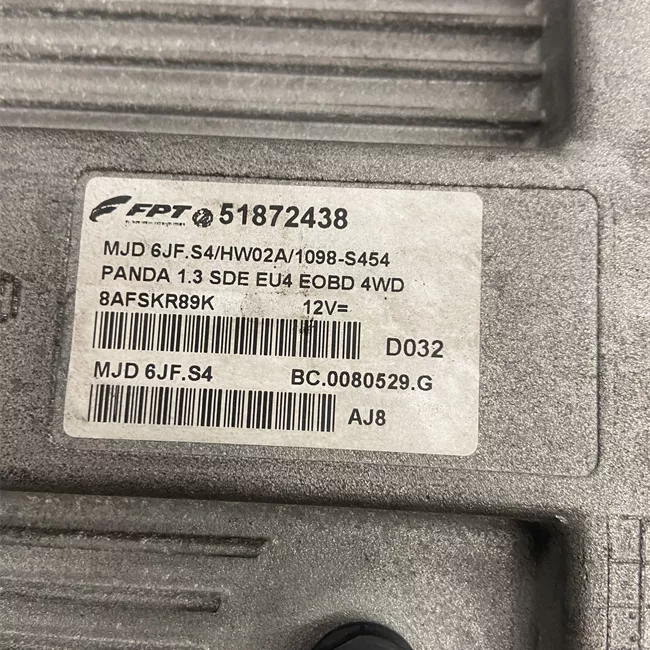 FPT 51872438
MJD 6JF.S4/HW02A/1098-S454
PANDA 1.3 SDE EU4 EOBD 4WD
8AFSKR89K 12V=
D032
MJD 6JF.S4 BC.0080529.G
AJ8